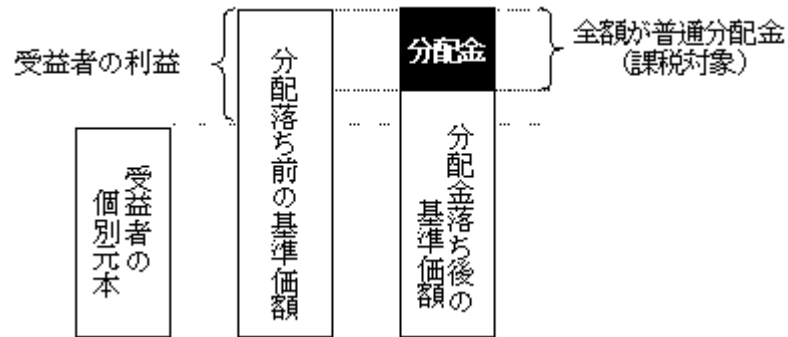 受益者の利益
受益者の
個別元本
分配落ち前の基準価額
分配金
分配金落ち後の
基準価額
全額が普通分配金
(課税対象)